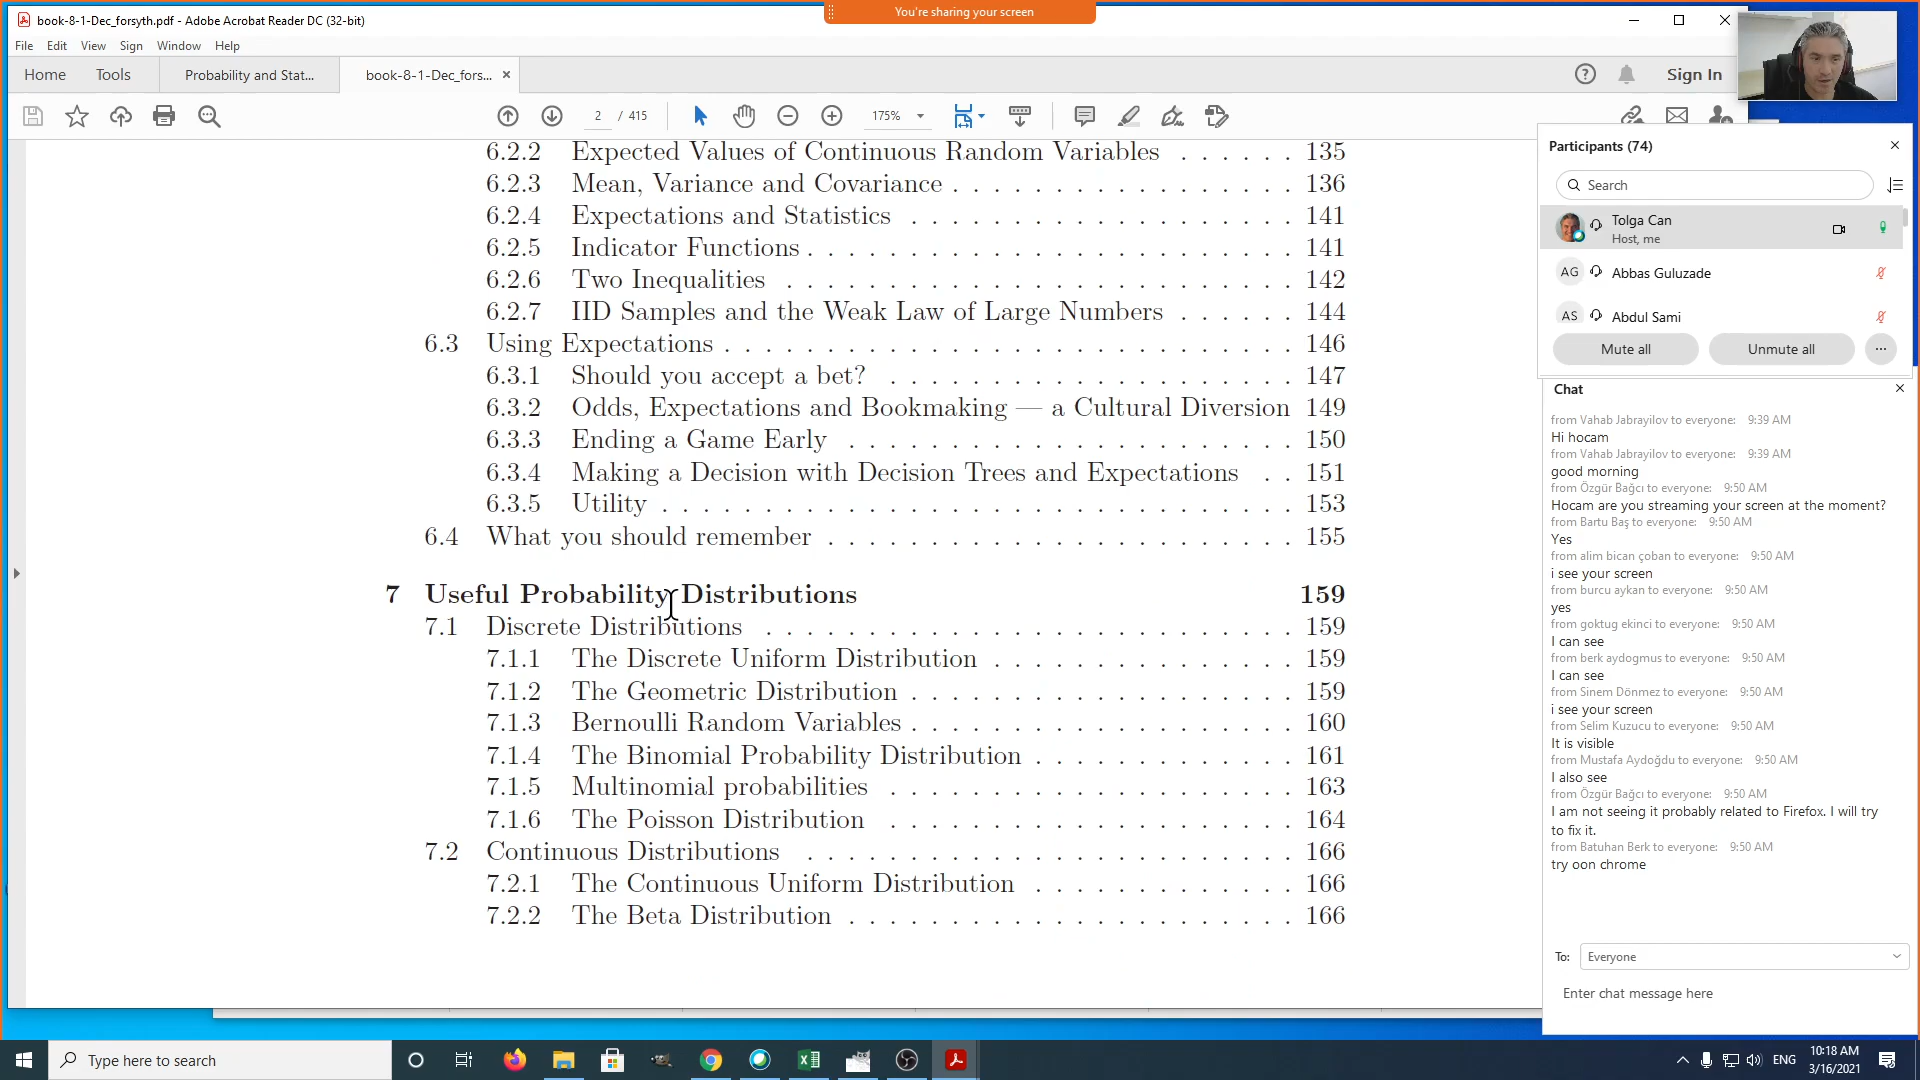 book-8-1-Dec_forsyth.pdf - Adobe Acrobat Reader DC (32-bit)
You're sharing your screen
File Edit View Sign Window Help
Home Tools Probability and Stat... book-8-1-Dec_fors... × Sign In
2 / 415 175%
6.2.2 Expected Values of Continuous Random Variables . . . . . . 135
6.2.3 Mean, Variance and Covariance . . . . . . . . . . . . . . . . . 136
6.2.4 Expectations and Statistics . . . . . . . . . . . . . . . . . . . 141
6.2.5 Indicator Functions . . . . . . . . . . . . . . . . . . . . . . . . 141
6.2.6 Two Inequalities . . . . . . . . . . . . . . . . . . . . . . . . . 142
6.2.7 IID Samples and the Weak Law of Large Numbers . . . . . . 144
6.3 Using Expectations . . . . . . . . . . . . . . . . . . . . . . . . . . . . 146
6.3.1 Should you accept a bet? . . . . . . . . . . . . . . . . . . . . 147
6.3.2 Odds, Expectations and Bookmaking — a Cultural Diversion 149
6.3.3 Ending a Game Early . . . . . . . . . . . . . . . . . . . . . . 150
6.3.4 Making a Decision with Decision Trees and Expectations . . 151
6.3.5 Utility . . . . . . . . . . . . . . . . . . . . . . . . . . . . . . . 153
6.4 What you should remember . . . . . . . . . . . . . . . . . . . . . . . 155
7 Useful Probability Distributions 159
7.1 Discrete Distributions . . . . . . . . . . . . . . . . . . . . . . . . . . 159
7.1.1 The Discrete Uniform Distribution . . . . . . . . . . . . . . . 159
7.1.2 The Geometric Distribution . . . . . . . . . . . . . . . . . . . 159
7.1.3 Bernoulli Random Variables . . . . . . . . . . . . . . . . . . . 160
7.1.4 The Binomial Probability Distribution . . . . . . . . . . . . . 161
7.1.5 Multinomial probabilities . . . . . . . . . . . . . . . . . . . . 163
7.1.6 The Poisson Distribution . . . . . . . . . . . . . . . . . . . . 164
7.2 Continuous Distributions . . . . . . . . . . . . . . . . . . . . . . . . 166
7.2.1 The Continuous Uniform Distribution . . . . . . . . . . . . . 166
7.2.2 The Beta Distribution . . . . . . . . . . . . . . . . . . . . . . 166
Participants (74) ×
Search
Tolga Can
Host, me
AG Abbas Guluzade
AS Abdul Sami
Mute all Unmute all ...
Chat ×
from Vahab Jabrayilov to everyone: 9:39 AM
Hi hocam
from Vahab Jabrayilov to everyone: 9:39 AM
good morning
from Özgür Bağcı to everyone: 9:50 AM
Hocam are you streaming your screen at the moment?
from Bartu Baş to everyone: 9:50 AM
Yes
from alim bican çoban to everyone: 9:50 AM
i see your screen
from burcu aykan to everyone: 9:50 AM
yes
from goktug ekinci to everyone: 9:50 AM
I can see
from berk aydogmus to everyone: 9:50 AM
I can see
from Sinem Dönmez to everyone: 9:50 AM
i see your screen
from Selim Kuzucu to everyone: 9:50 AM
It is visible
from Mustafa Aydoğdu to everyone: 9:50 AM
I also see
from Özgür Bağcı to everyone: 9:50 AM
I am not seeing it probably related to Firefox. I will try
to fix it.
from Batuhan Berk to everyone: 9:50 AM
try oon chrome
To: Everyone
Enter chat message here
Type here to search
ENG
10:18 AM
3/16/2021